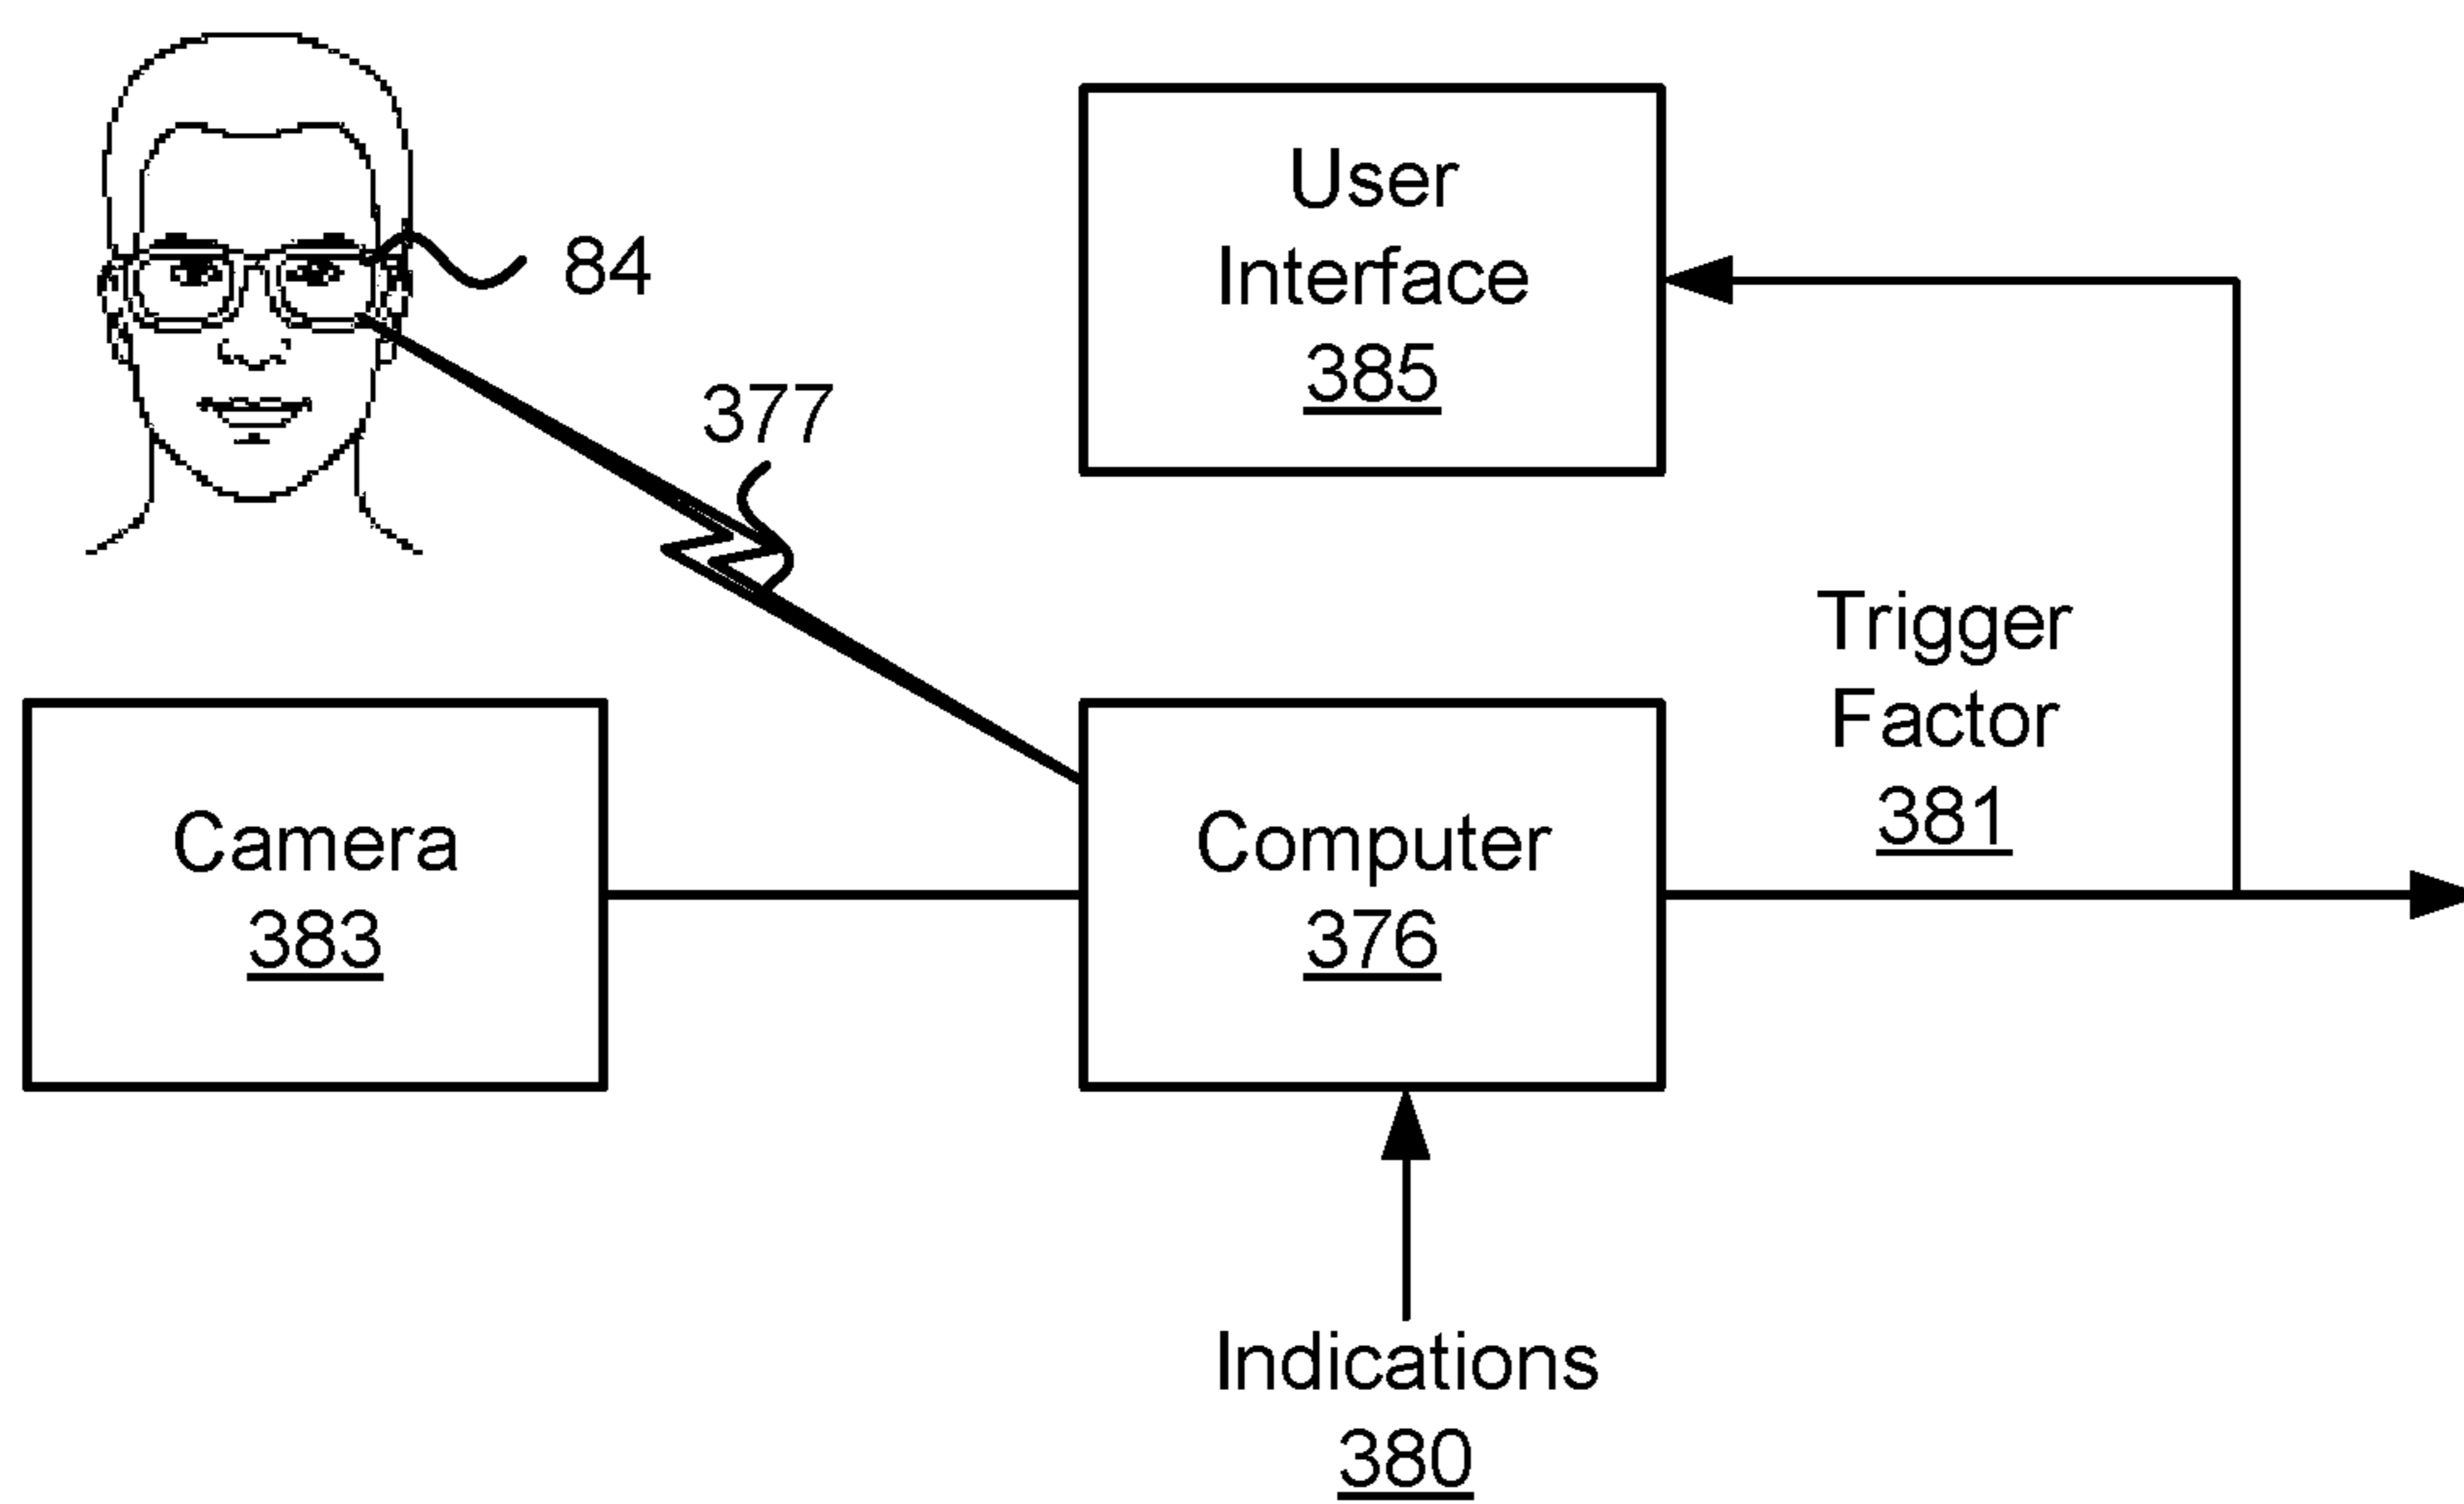 User
Interface
385
84
377
Trigger
Factor
381
Camera
383
Computer
376
Indications
380